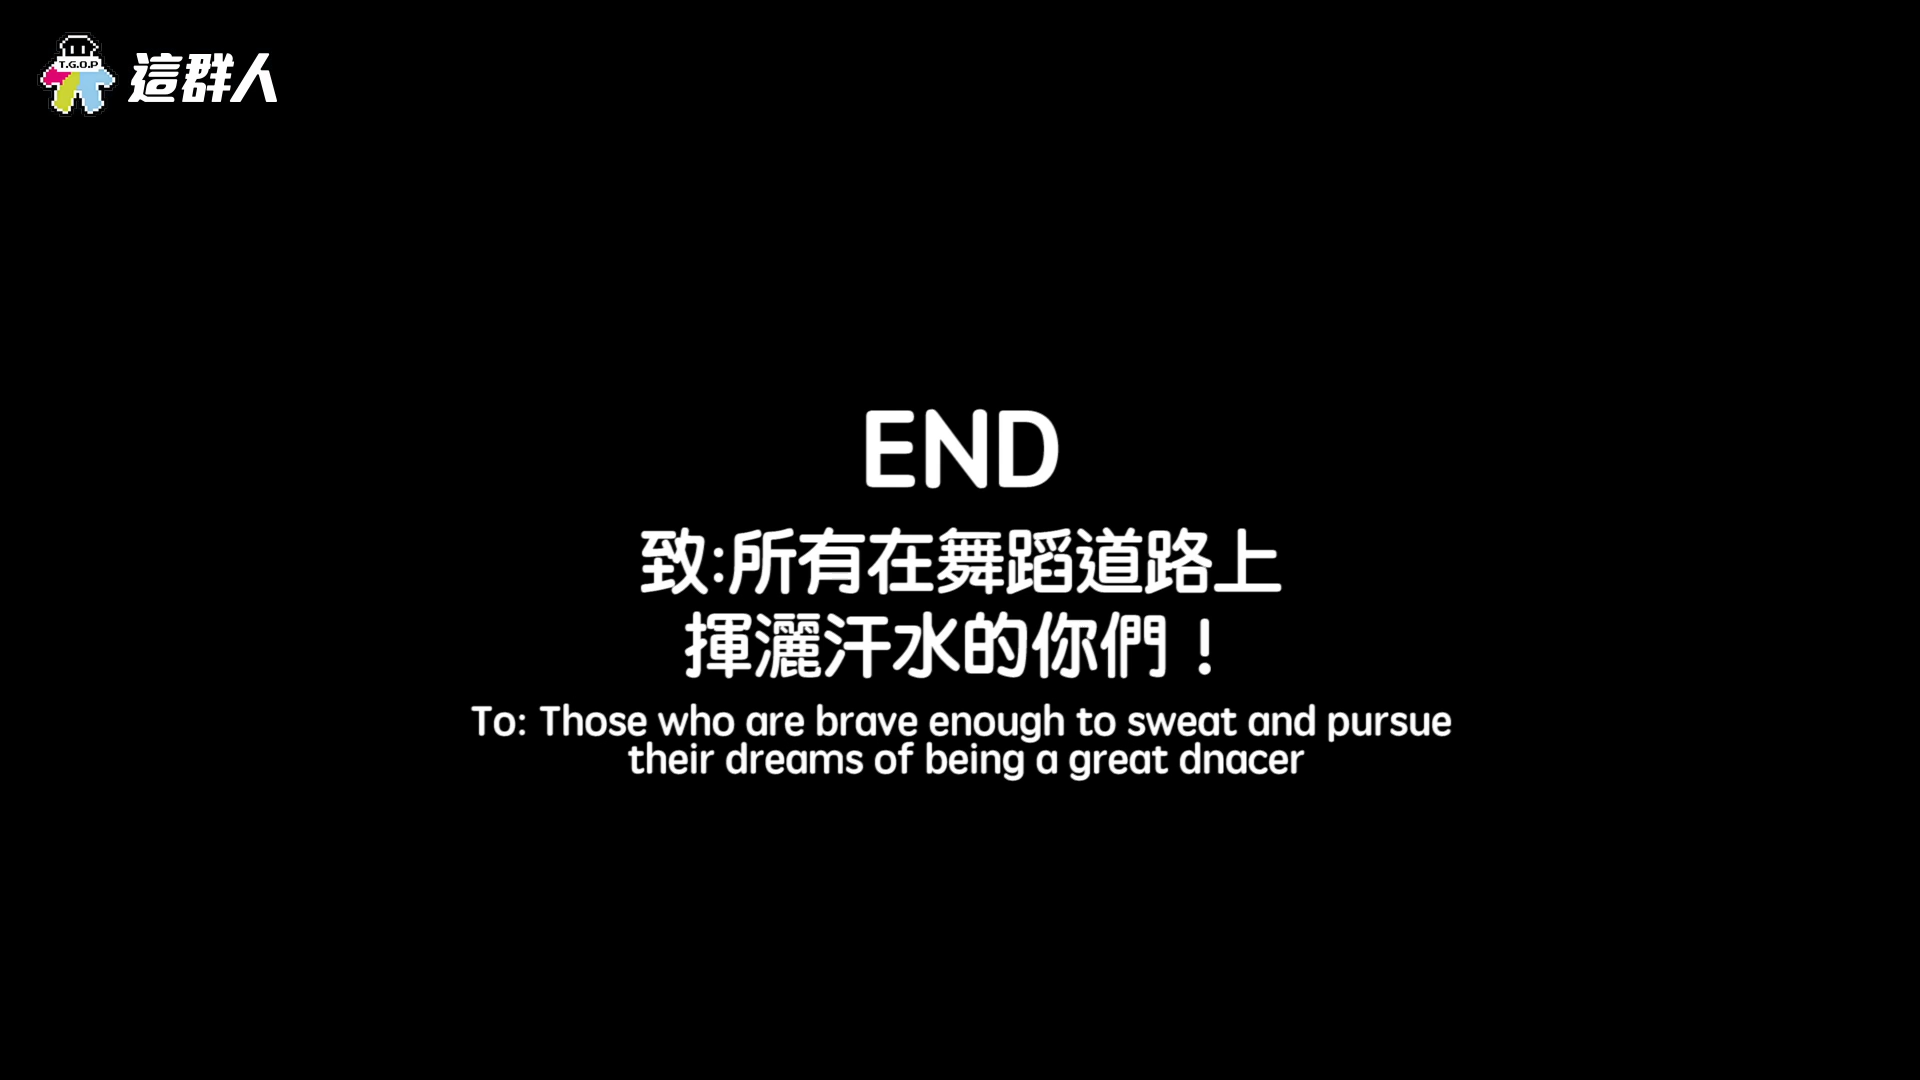 T.G.O.P
這群人
END
致:所有在舞蹈道路上
揮灑汗水的你們！
To: Those who are brave enough to sweat and pursue
their dreams of being a great dnacer